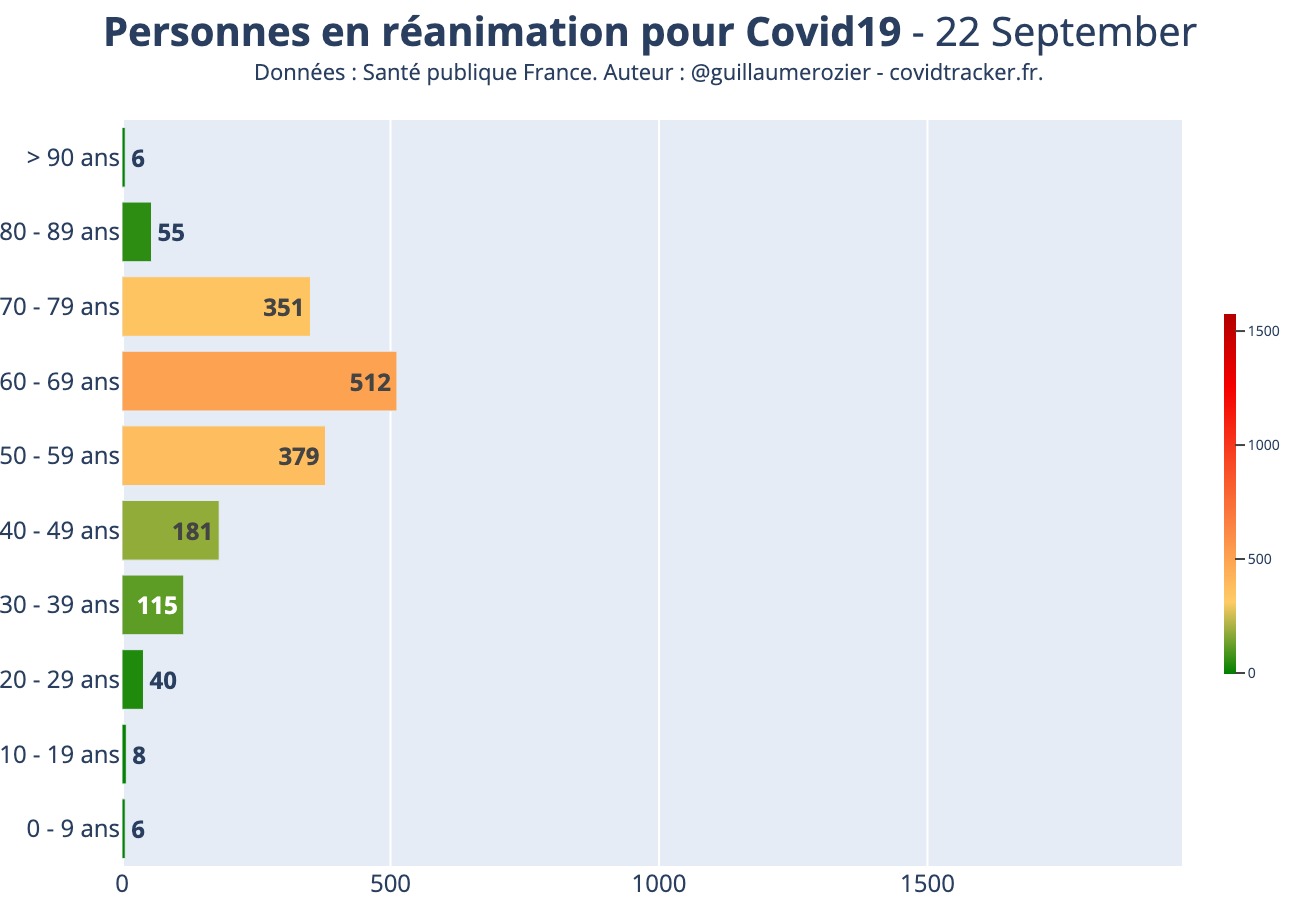 Personnes en réanimation pour Covid19 - 22 September
Données : Santé publique France. Auteur : @guillaumerozier - covidtracker.fr.
> 90 ans 6
80 - 89 ans 55
70 - 79 ans 351
60 - 69 ans 512
50 - 59 ans 379
40 - 49 ans 181
30 - 39 ans 115
20 - 29 ans 40
10 - 19 ans 8
0 - 9 ans 6
0 500 1000 1500
1500
1000
500
0